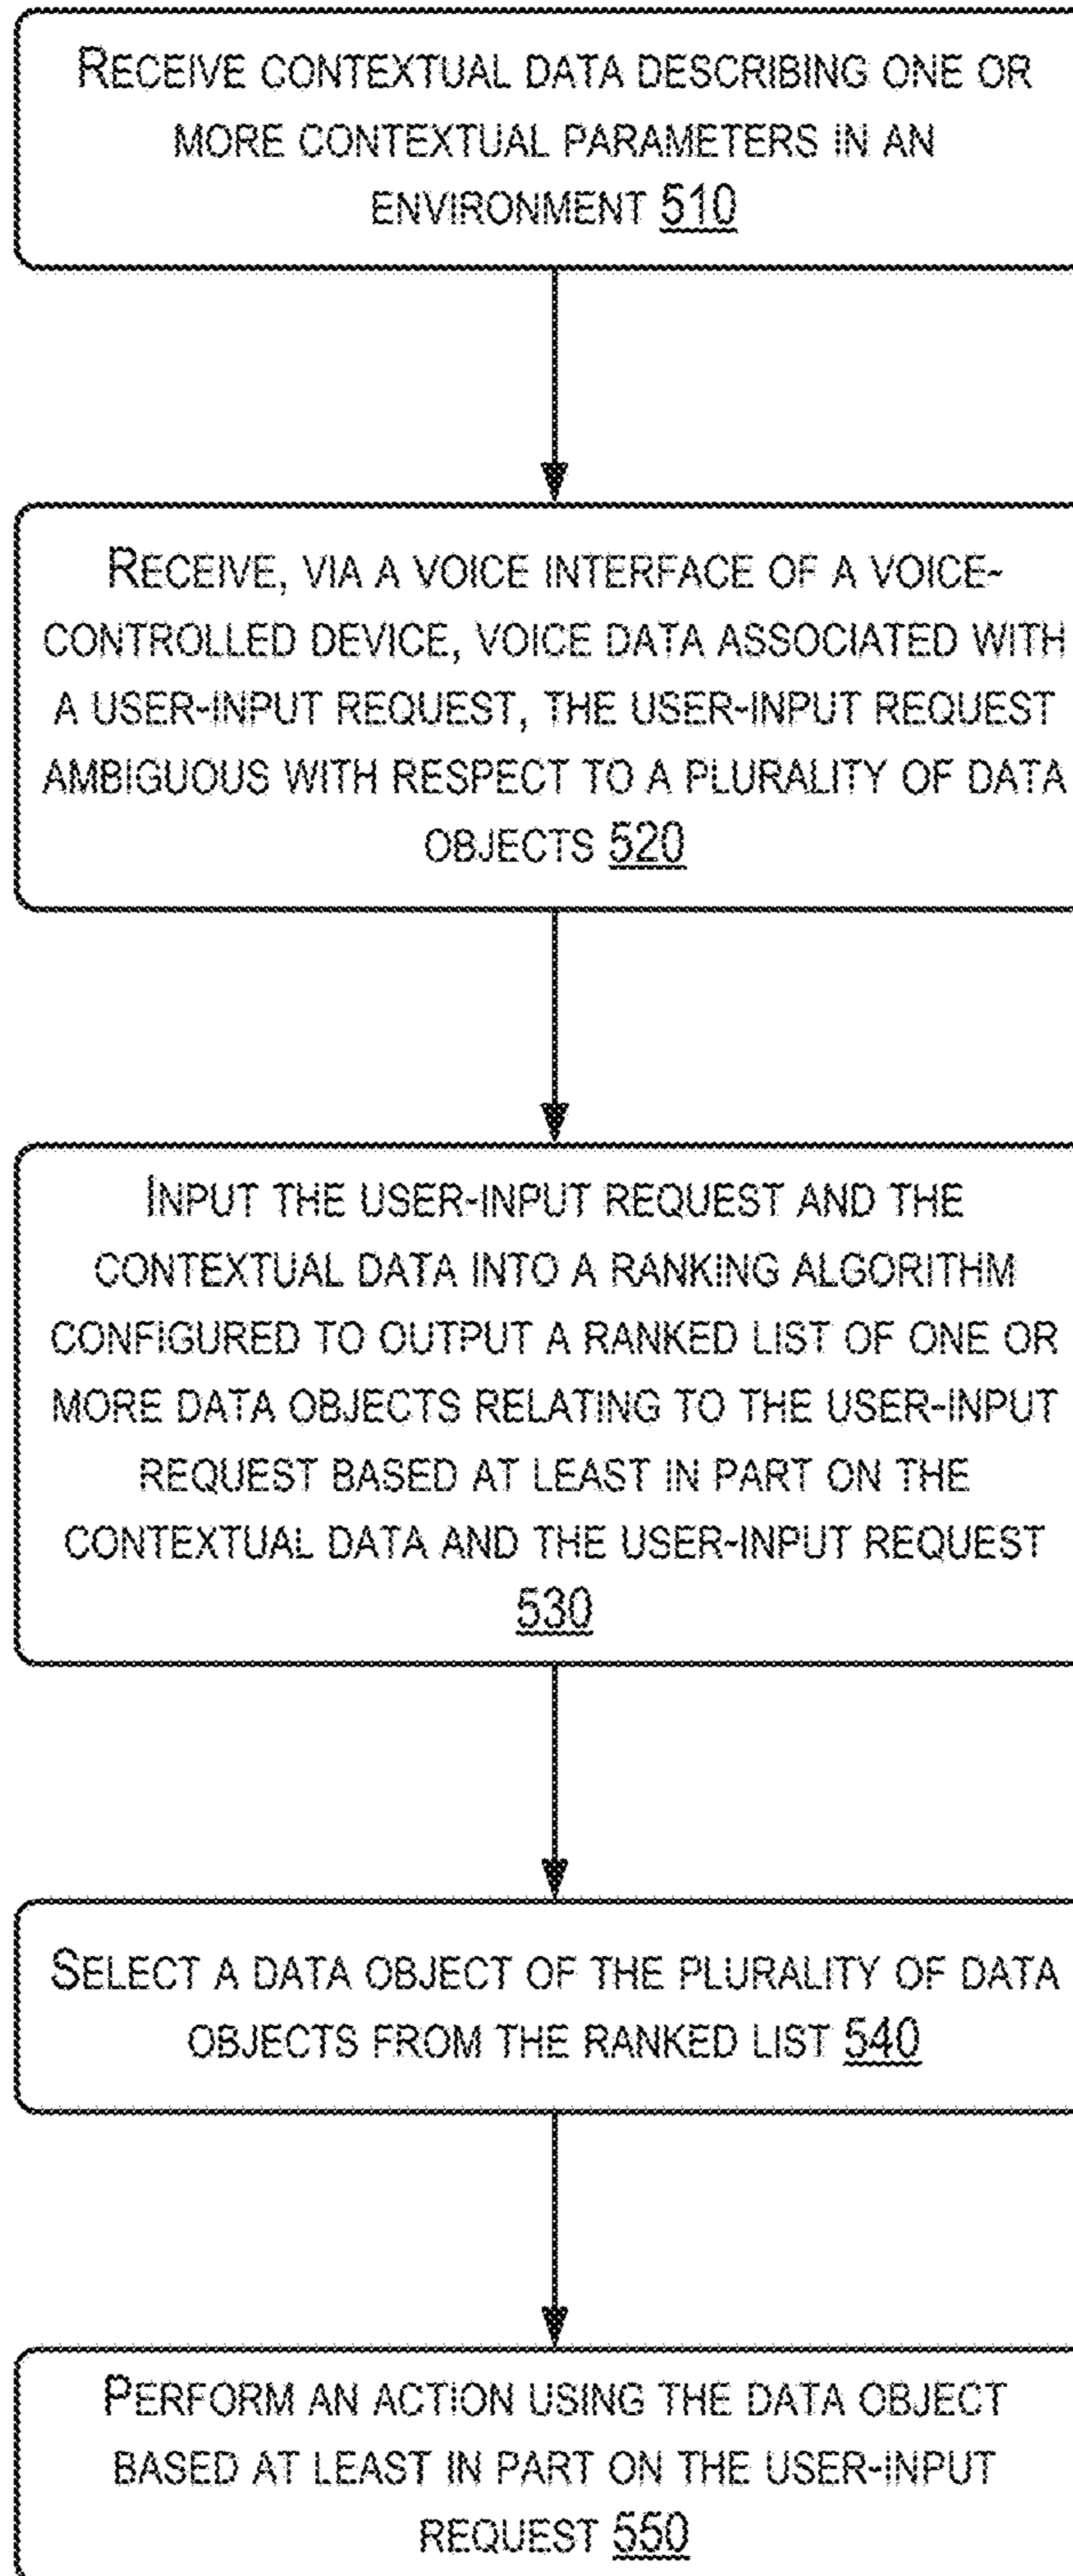 RECEIVE CONTEXTUAL DATA DESCRIBING ONE OR
MORE CONTEXTUAL PARAMETERS IN AN
ENVIRONMENT 510
RECEIVE, VIA A VOICE INTERFACE OF A VOICE-
CONTROLLED DEVICE, VOICE DATA ASSOCIATED WITH
A USER-INPUT REQUEST, THE USER-INPUT REQUEST
AMBIGUOUS WITH RESPECT TO A PLURALITY OF DATA
OBJECTS 520
INPUT THE USER-INPUT REQUEST AND THE
CONTEXTUAL DATA INTO A RANKING ALGORITHM
CONFIGURED TO OUTPUT A RANKED LIST OF ONE OR
MORE DATA OBJECTS RELATING TO THE USER-INPUT
REQUEST BASED AT LEAST IN PART ON THE
CONTEXTUAL DATA AND THE USER-INPUT REQUEST
530
SELECT A DATA OBJECT OF THE PLURALITY OF DATA
OBJECTS FROM THE RANKED LIST 540
PERFORM AN ACTION USING THE DATA OBJECT
BASED AT LEAST IN PART ON THE USER-INPUT
REQUEST 550